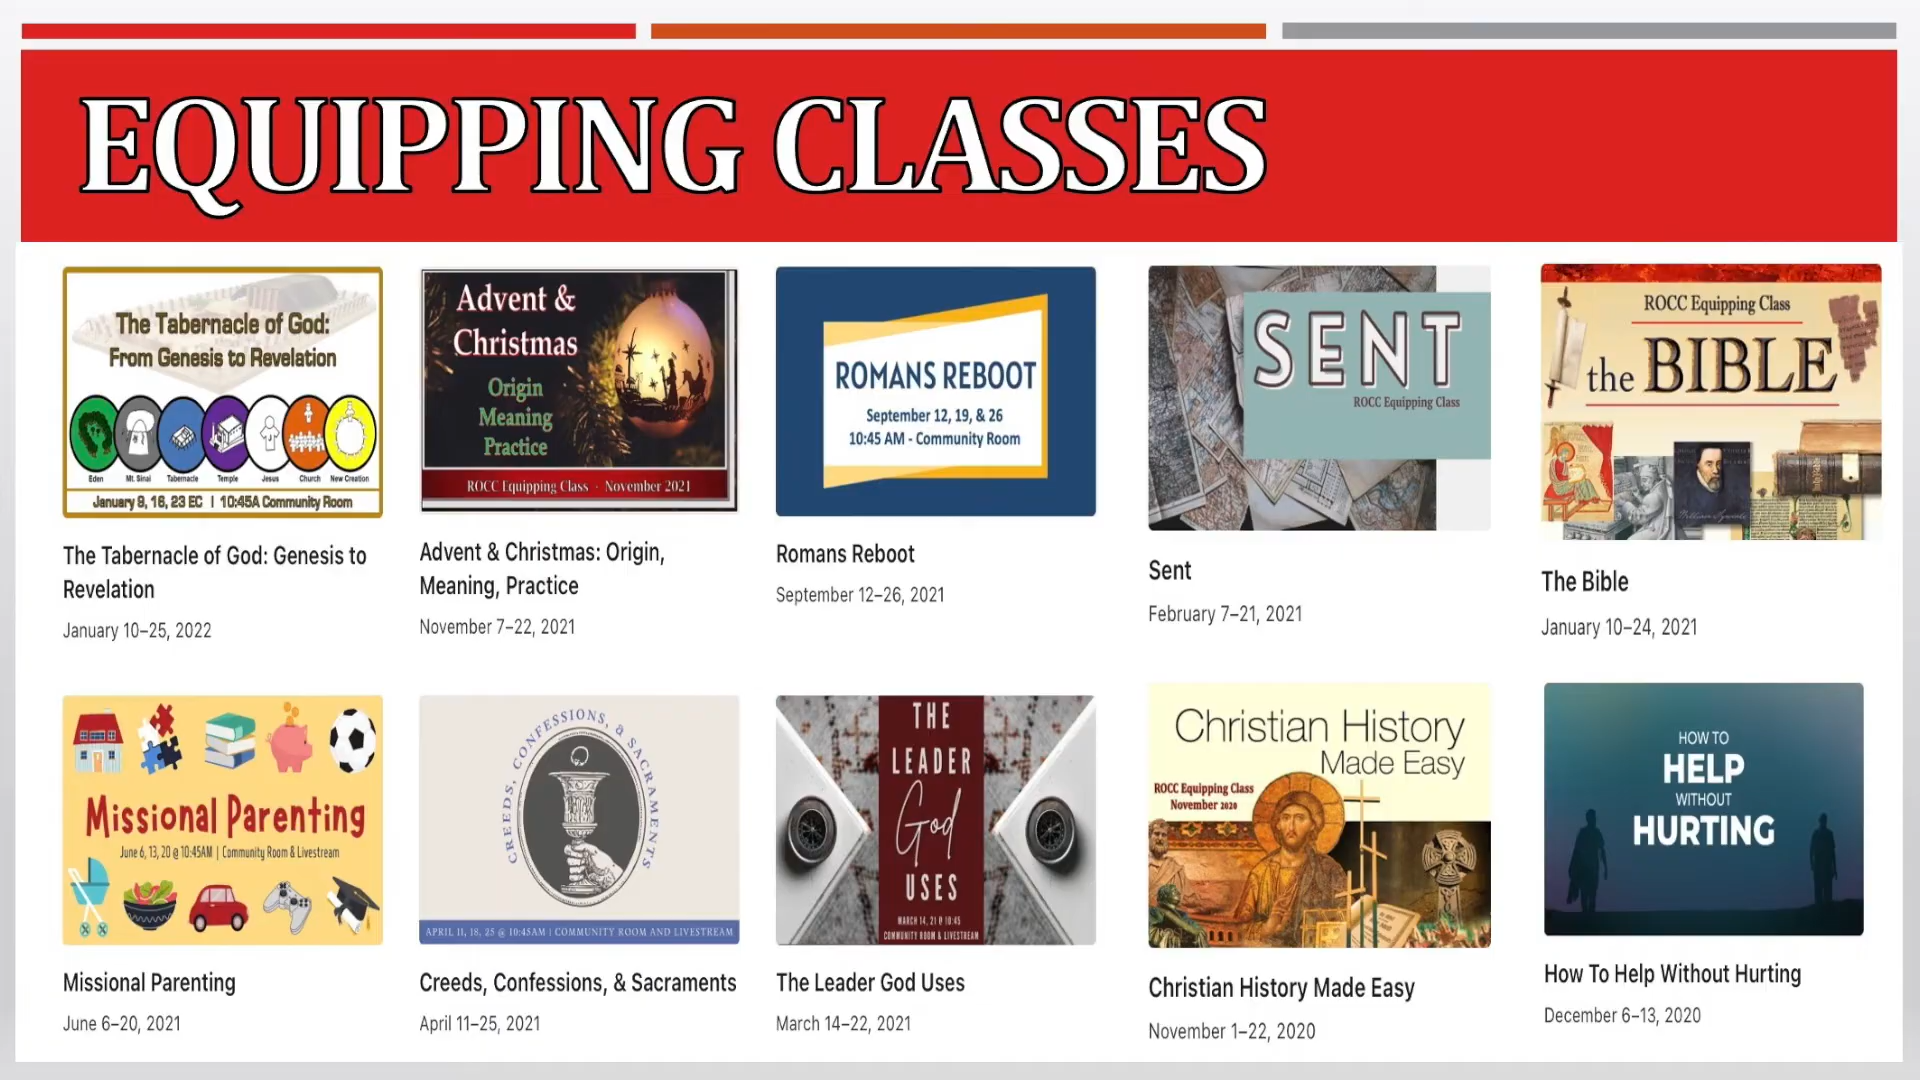 EQUIPPING CLASSES
The Tabernacle of God:
From Genesis to Revelation
Eden Mt. Sinai Tabernacle Temple Jesus Church New Creation
January 9, 16, 23 EC | 10:45A Community Room
The Tabernacle of God: Genesis to
Revelation
January 10–25, 2022
Advent &
Christmas
Origin
Meaning
Practice
ROCC Equipping Class · November 2021
Advent & Christmas: Origin,
Meaning, Practice
November 7–22, 2021
ROMANS REBOOT
September 12, 19, & 26
10:45 AM - Community Room
Romans Reboot
September 12–26, 2021
SENT
ROCC Equipping Class
Sent
February 7–21, 2021
ROCC Equipping Class
the BIBLE
The Bible
January 10–24, 2021
Missional Parenting
June 6, 13, 20 @ 10:45AM | Community Room & Livestream
Missional Parenting
June 6–20, 2021
CREEDS, CONFESSIONS, & SACRAMENTS
APRIL 11, 18, 25 @ 10:45AM | COMMUNITY ROOM AND LIVESTREAM
Creeds, Confessions, & Sacraments
April 11–25, 2021
THE
LEADER
God
USES
MARCH 14, 21 @ 10:45
COMMUNITY ROOM & LIVESTREAM
The Leader God Uses
March 14–22, 2021
Christian History
Made Easy
ROCC Equipping Class
November 2020
Christian History Made Easy
November 1–22, 2020
HOW TO
HELP
WITHOUT
HURTING
How To Help Without Hurting
December 6–13, 2020